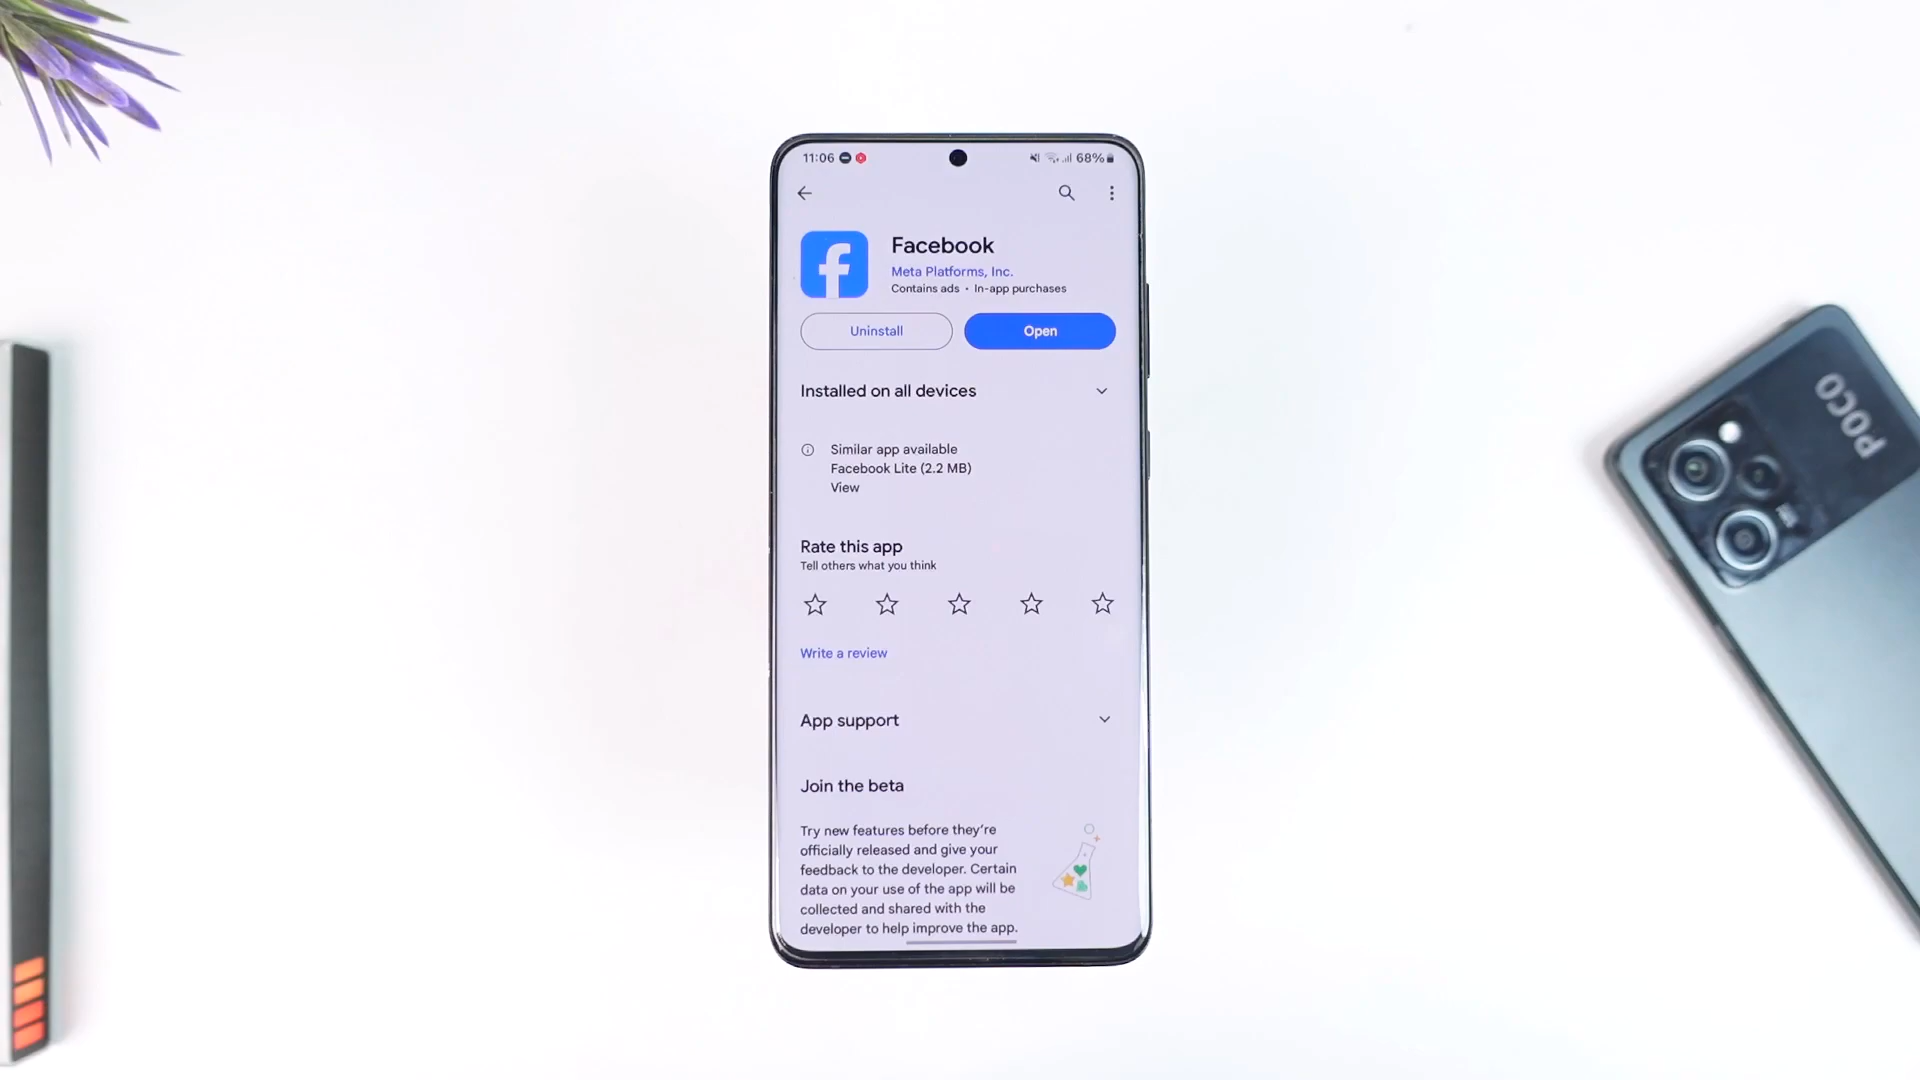 11:06
68%
Facebook
Meta Platforms, Inc.
Contains ads • In-app purchases
Uninstall
Open
Installed on all devices
Similar app available
Facebook Lite (2.2 MB)
View
Rate this app
Tell others what you think
Write a review
App support
Join the beta
Try new features before they're
officially released and give your
feedback to the developer. Certain
data on your use of the app will be
collected and shared with the
developer to help improve the app.
POCO